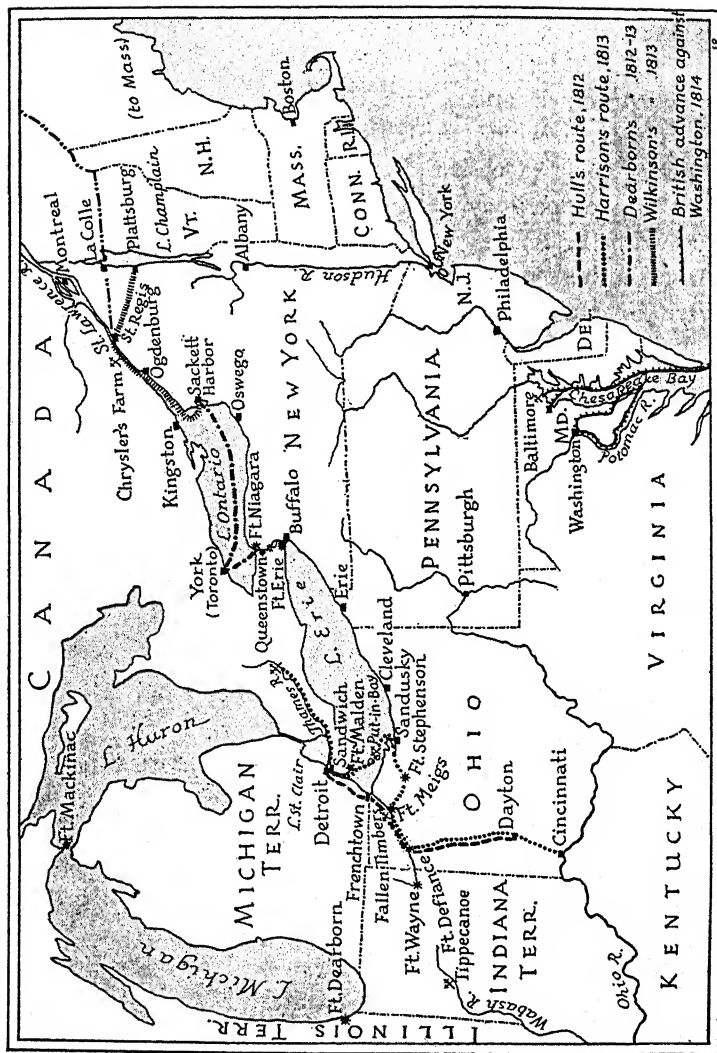 C A N A D A
Ft. Mackinac
L. Huron
L. Michigan
MICHIGAN
TERR.
L. St. Clair
Detroit
Sandwich
Ft. Malden
Put-in-Bay
Thames R.
Frenchtown
Fallen Timbers
Ft. Meigs
Ft. Stephenson
Sandusky
Cleveland
Ft. Dearborn
Ft. Wayne
Ft. Defiance
Tippecanoe
INDIANA
TERR.
Wabash R.
ILLINOIS TERR.
OHIO
Dayton
Cincinnati
Ohio R.
KENTUCKY
L. Erie
Erie
Buffalo
Ft. Erie
Queenstown
Ft. Niagara
York
(Toronto)
L. Ontario
Kingston
Sackett
Harbor
Oswego
Chrysler's Farm
Ogdenburg
St. Regis
St. Lawrence R.
Montreal
La Colle
Plattsburg
L. Champlain
VT.
N.H.
(to Mass)
Albany
MASS.
Boston
CONN.
R.I.
Hudson
R.
NEW YORK
New York
N.J.
PENNSYLVANIA
Pittsburgh
Philadelphia
DEL.
Baltimore
MD.
Washington
Chesapeake Bay
Potomac R.
VIRGINIA
Hull's route, 1812
Harrison's route, 1813
Dearborn's " 1812-13
Wilkinson's " 1813
British advance against
Washington, 1814